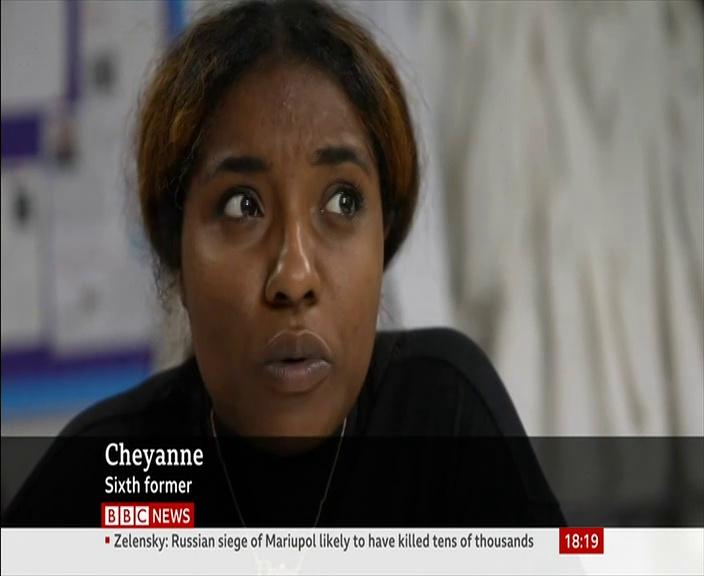 Cheyanne
Sixth former
BBC NEWS
Zelensky: Russian siege of Mariupol likely to have killed tens of thousands
18:19